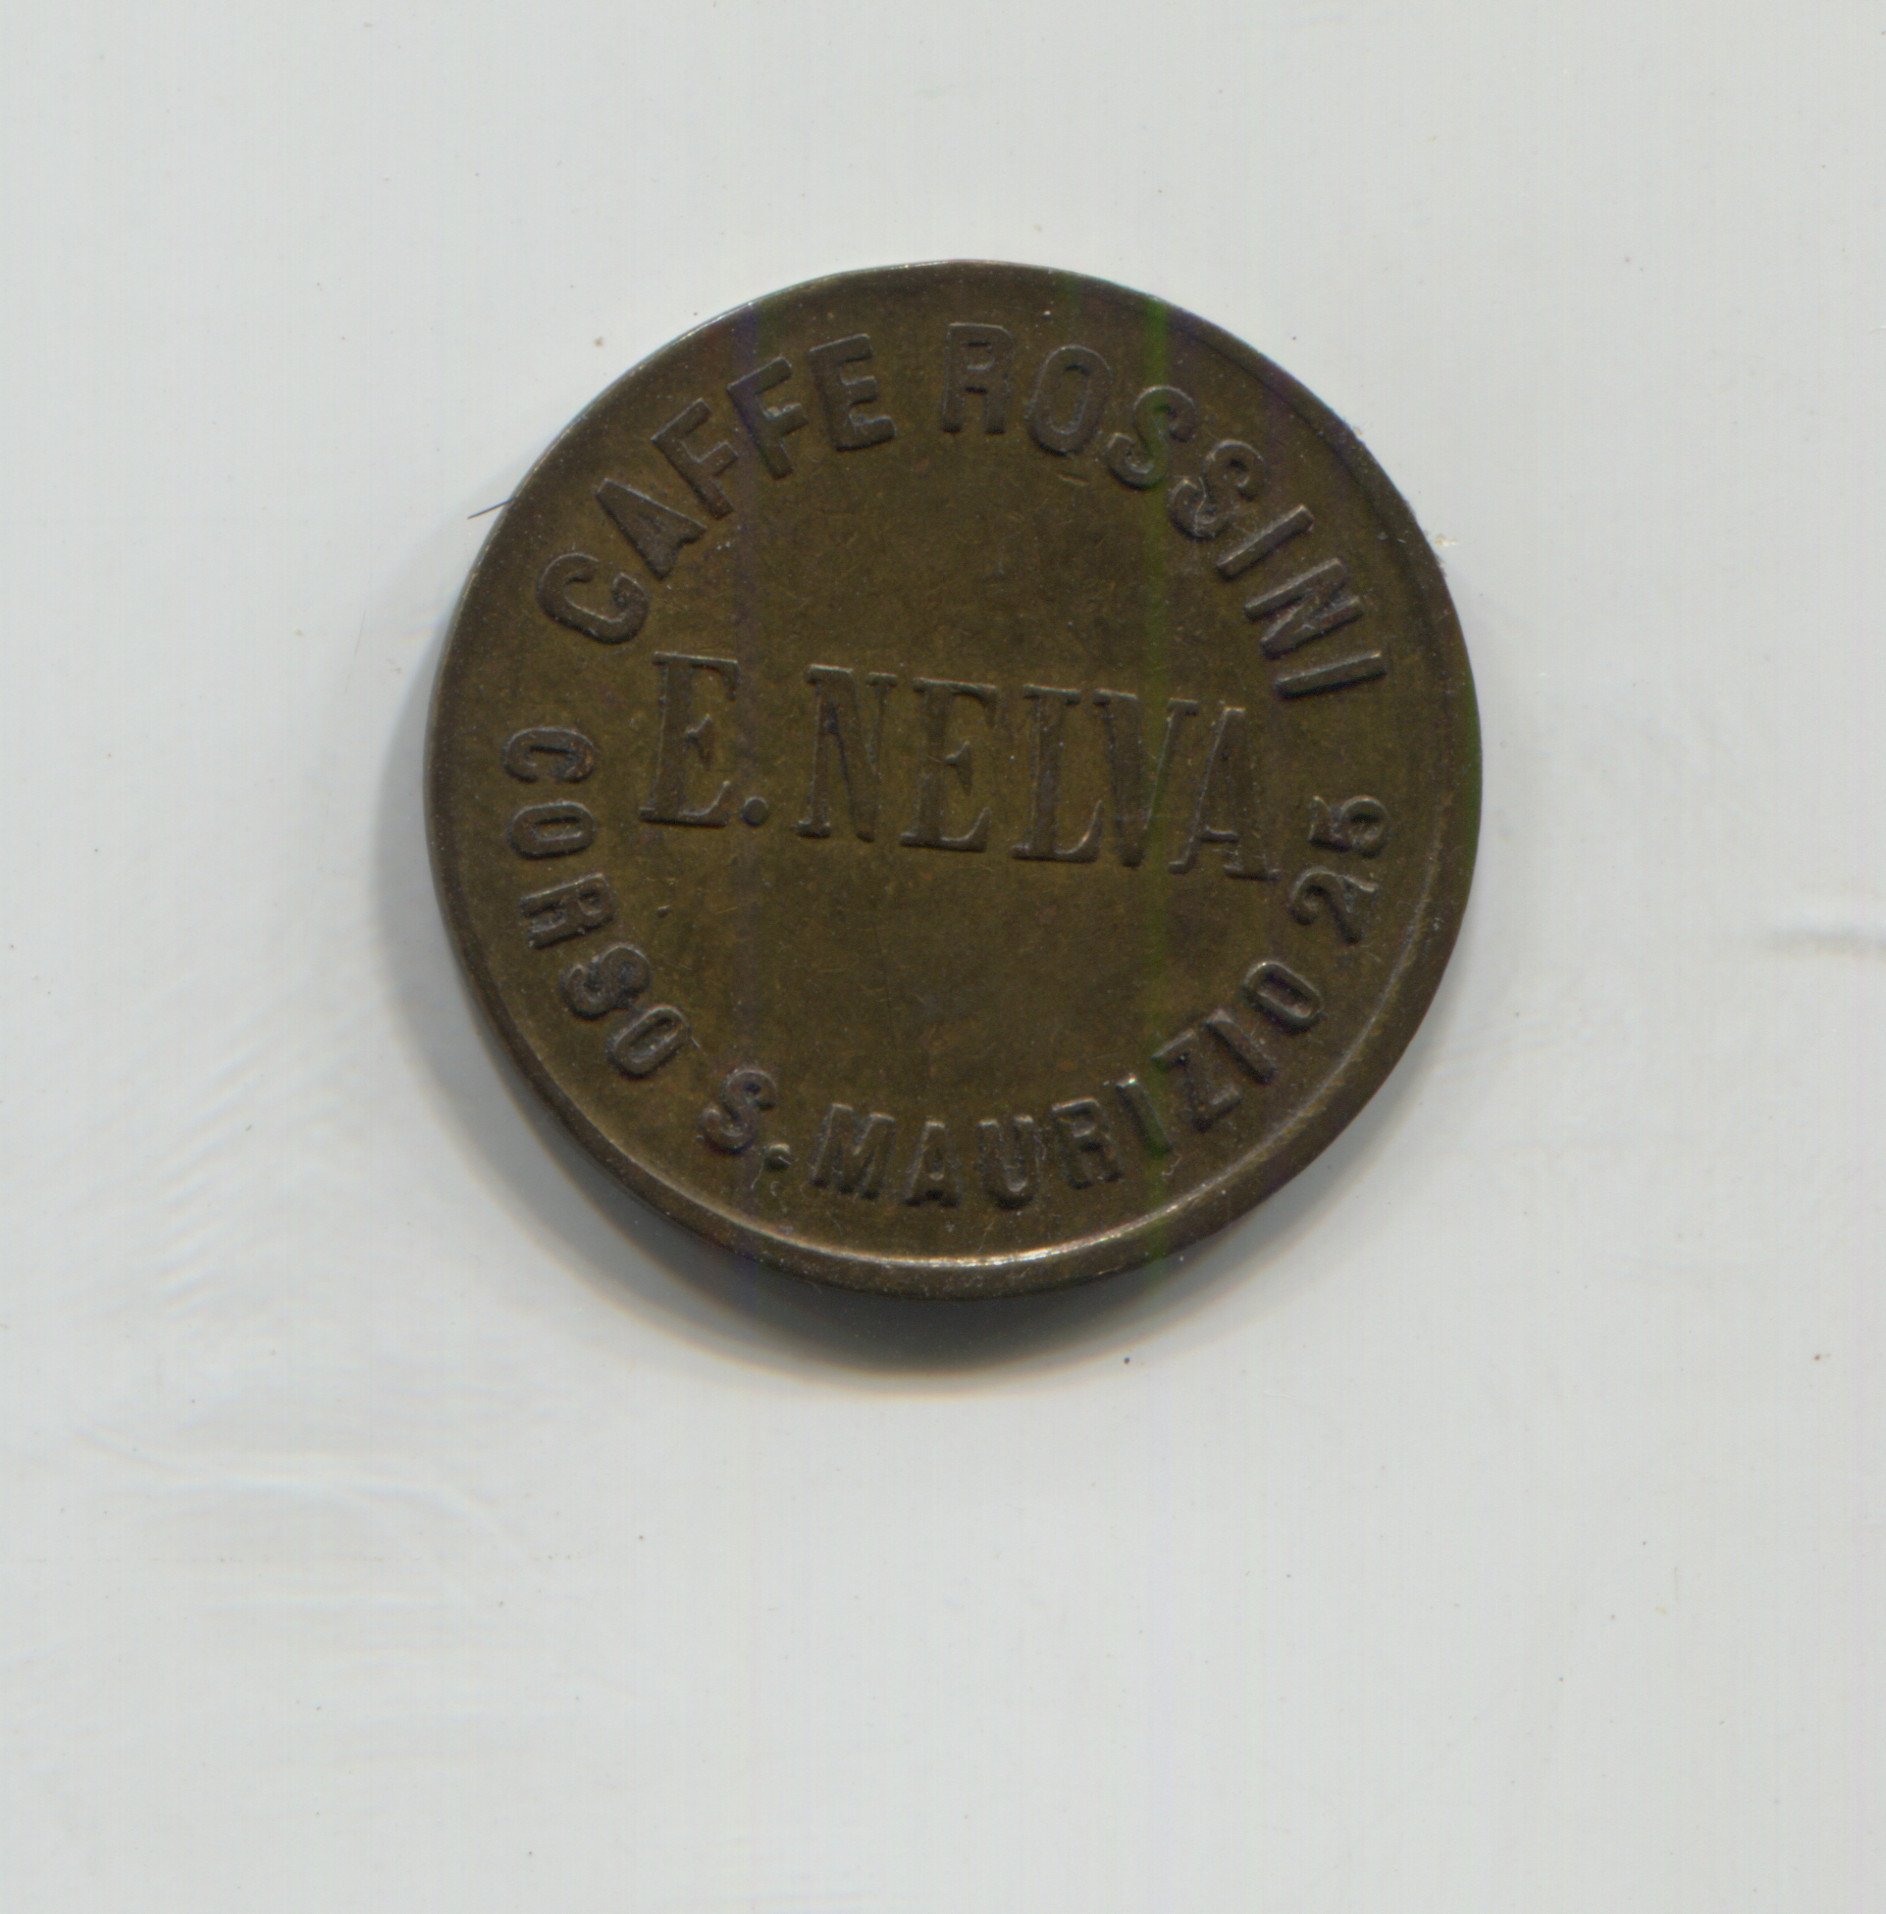 CAFFE ROSSINI
E. NELVA
CORSO S. MAURIZIO 25